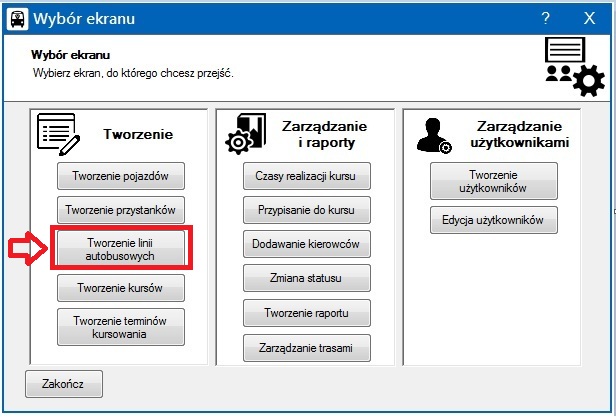 Wybór ekranu
? X
Wybór ekranu
Wybierz ekran, do którego chcesz przejść.
Tworzenie
Tworzenie pojazdów
Tworzenie przystanków
Tworzenie linii
autobusowych
Tworzenie kursów
Tworzenie terminów
kursowania
Zarządzanie
i raporty
Czasy realizacji kursu
Przypisanie do kursu
Dodawanie kierowców
Zmiana statusu
Tworzenie raportu
Zarządzanie trasami
Zarządzanie
użytkownikami
Tworzenie
użytkowników
Edycja użytkowników
Zakończ